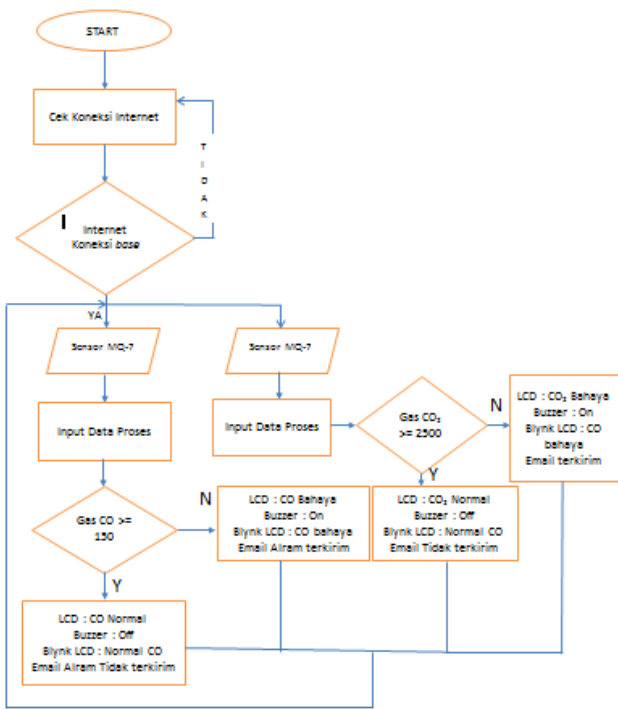 START
Cek Koneksi Internet
T
I
D
A
K
I
Internet
Koneksi base
YA
Sensor MQ-7
Sensor MQ-7
Input Data Proses
Input Data Proses
Gas CO₂
>= 2500
N
LCD : CO₂ Bahaya
Buzzer : On
Blynk LCD : CO
bahaya
Email terkirim
Y
LCD : CO₂ Normal
Buzzer : Off
Blynk LCD : Normal CO
Email Tidak terkirim
Gas CO >=
150
N
LCD : CO Bahaya
Buzzer : On
Blynk LCD : CO bahaya
Email Alram terkirim
Y
LCD : CO Normal
Buzzer : Off
Blynk LCD : Normal CO
Email Alram Tidak terkirim